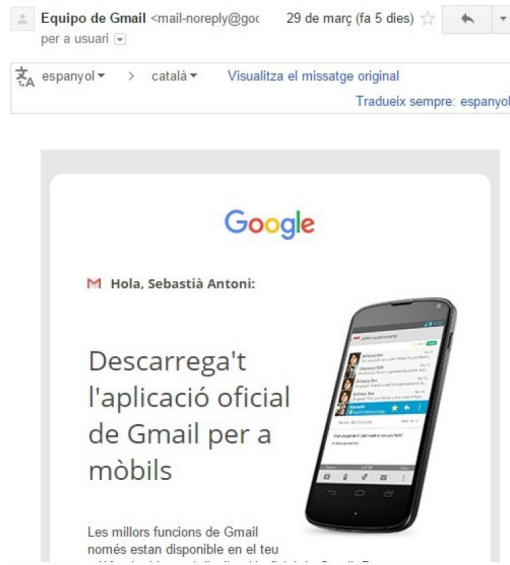 Equipo de Gmail <mail-noreply@goc 29 de març (fa 5 dies)
per a usuari
espanyol > català Visualitza el missatge original
Tradueix sempre: espanyol
Google
Hola, Sebastià Antoni:
Descarrega't
l'aplicació oficial
de Gmail per a
mòbils
Les millors funcions de Gmail
només estan disponible en el teu